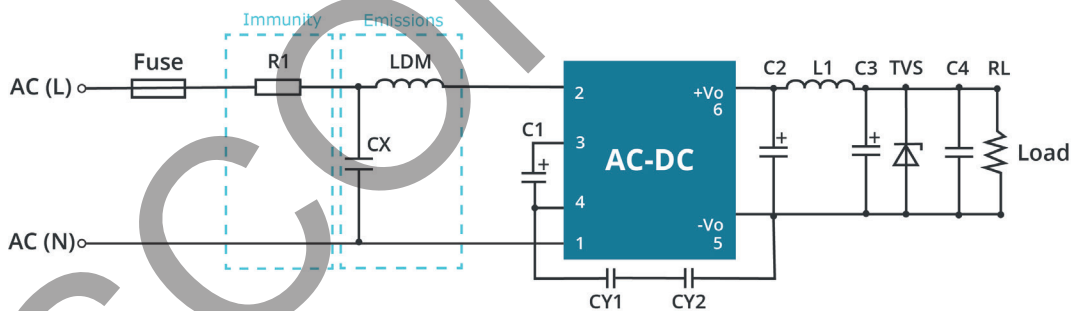 Immunity Emissions
Fuse R1 LDM C2 L1 C3 TVS C4 RL
AC (L) 2 +Vo
6
C1 + 3
CX AC-DC + + Load
4
AC (N) 1 -Vo
5
CY1 CY2